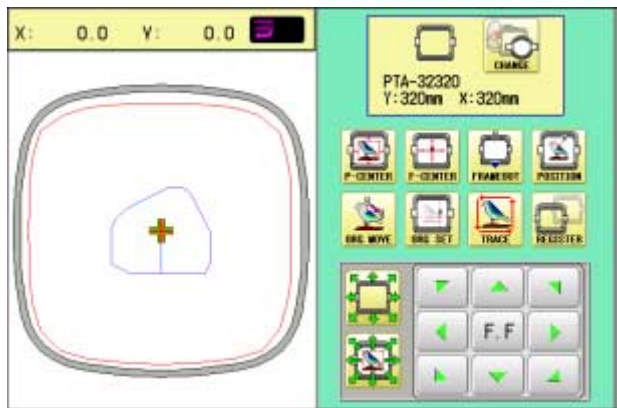 X: 0.0 Y: 0.0
CHANGE
PTA-32320
Y:320mm X:320mm
P-CENTER P-CENTER FRAMEOUT POSITION
ORG MOVE ORG SET TRACE REGISTER
F.F